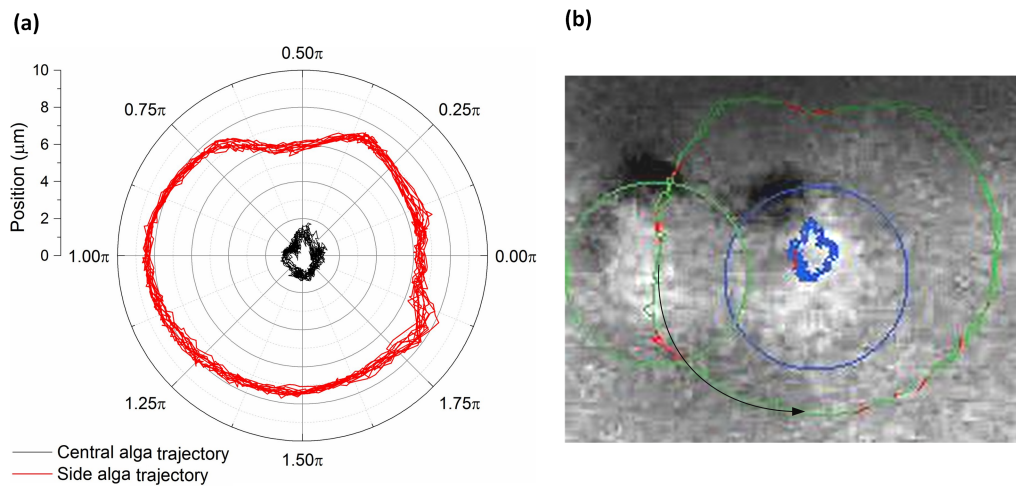 (a)
(b)
0.50π
10
8
6
4
2
0
Position (μm)
0.75π
0.25π
1.00π
0.00π
1.25π
1.75π
1.50π
Central alga trajectory
Side alga trajectory